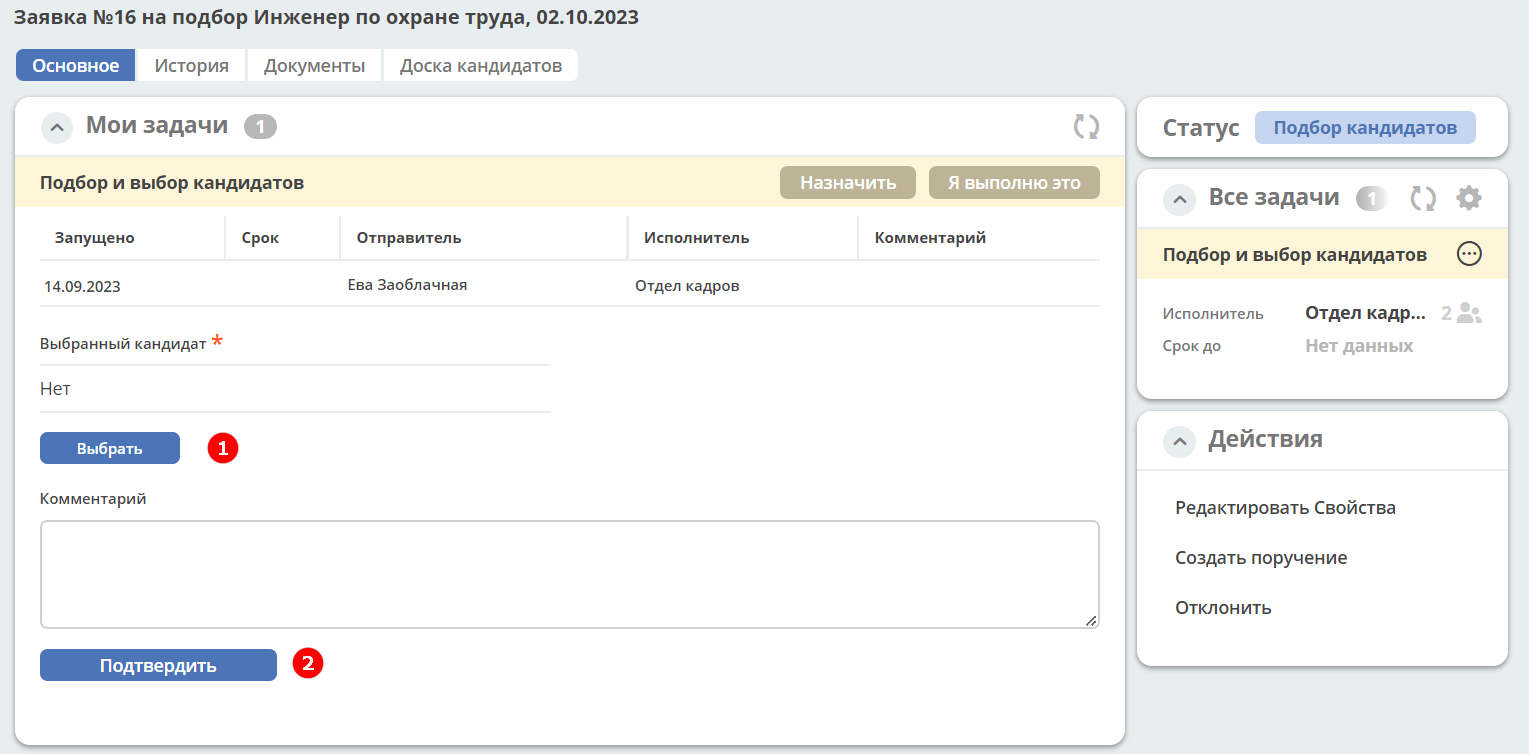 Заявка №16 на подбор Инженер по охране труда, 02.10.2023
Основное История Документы Доска кандидатов
Мои задачи 1
Подбор и выбор кандидатов Назначить Я выполню это
Запущено Срок Отправитель Исполнитель Комментарий
14.09.2023 Ева Заоблачная Отдел кадров
Выбранный кандидат *
Нет
Выбрать 1
Комментарий
Подтвердить 2
Статус Подбор кандидатов
Все задачи 1
Подбор и выбор кандидатов
Исполнитель Отдел кадр... 2
Срок до Нет данных
Действия
Редактировать Свойства
Создать поручение
Отклонить